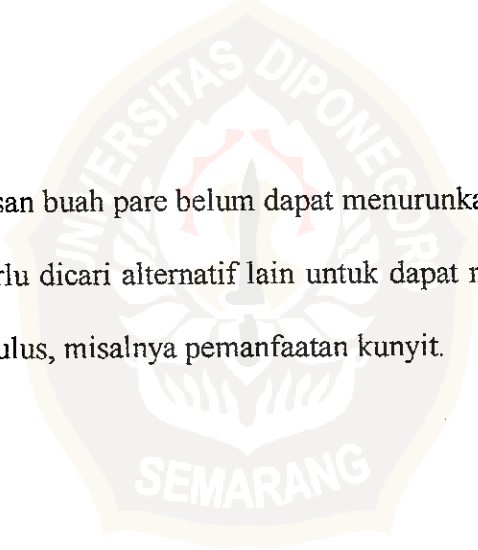 UNIVERSITAS DIPONEGORO
san buah pare belum dapat menurunka
rlu dicari alternatif lain untuk dapat
ulus, misalnya pemanfaatan kunyit.
SEMARANG